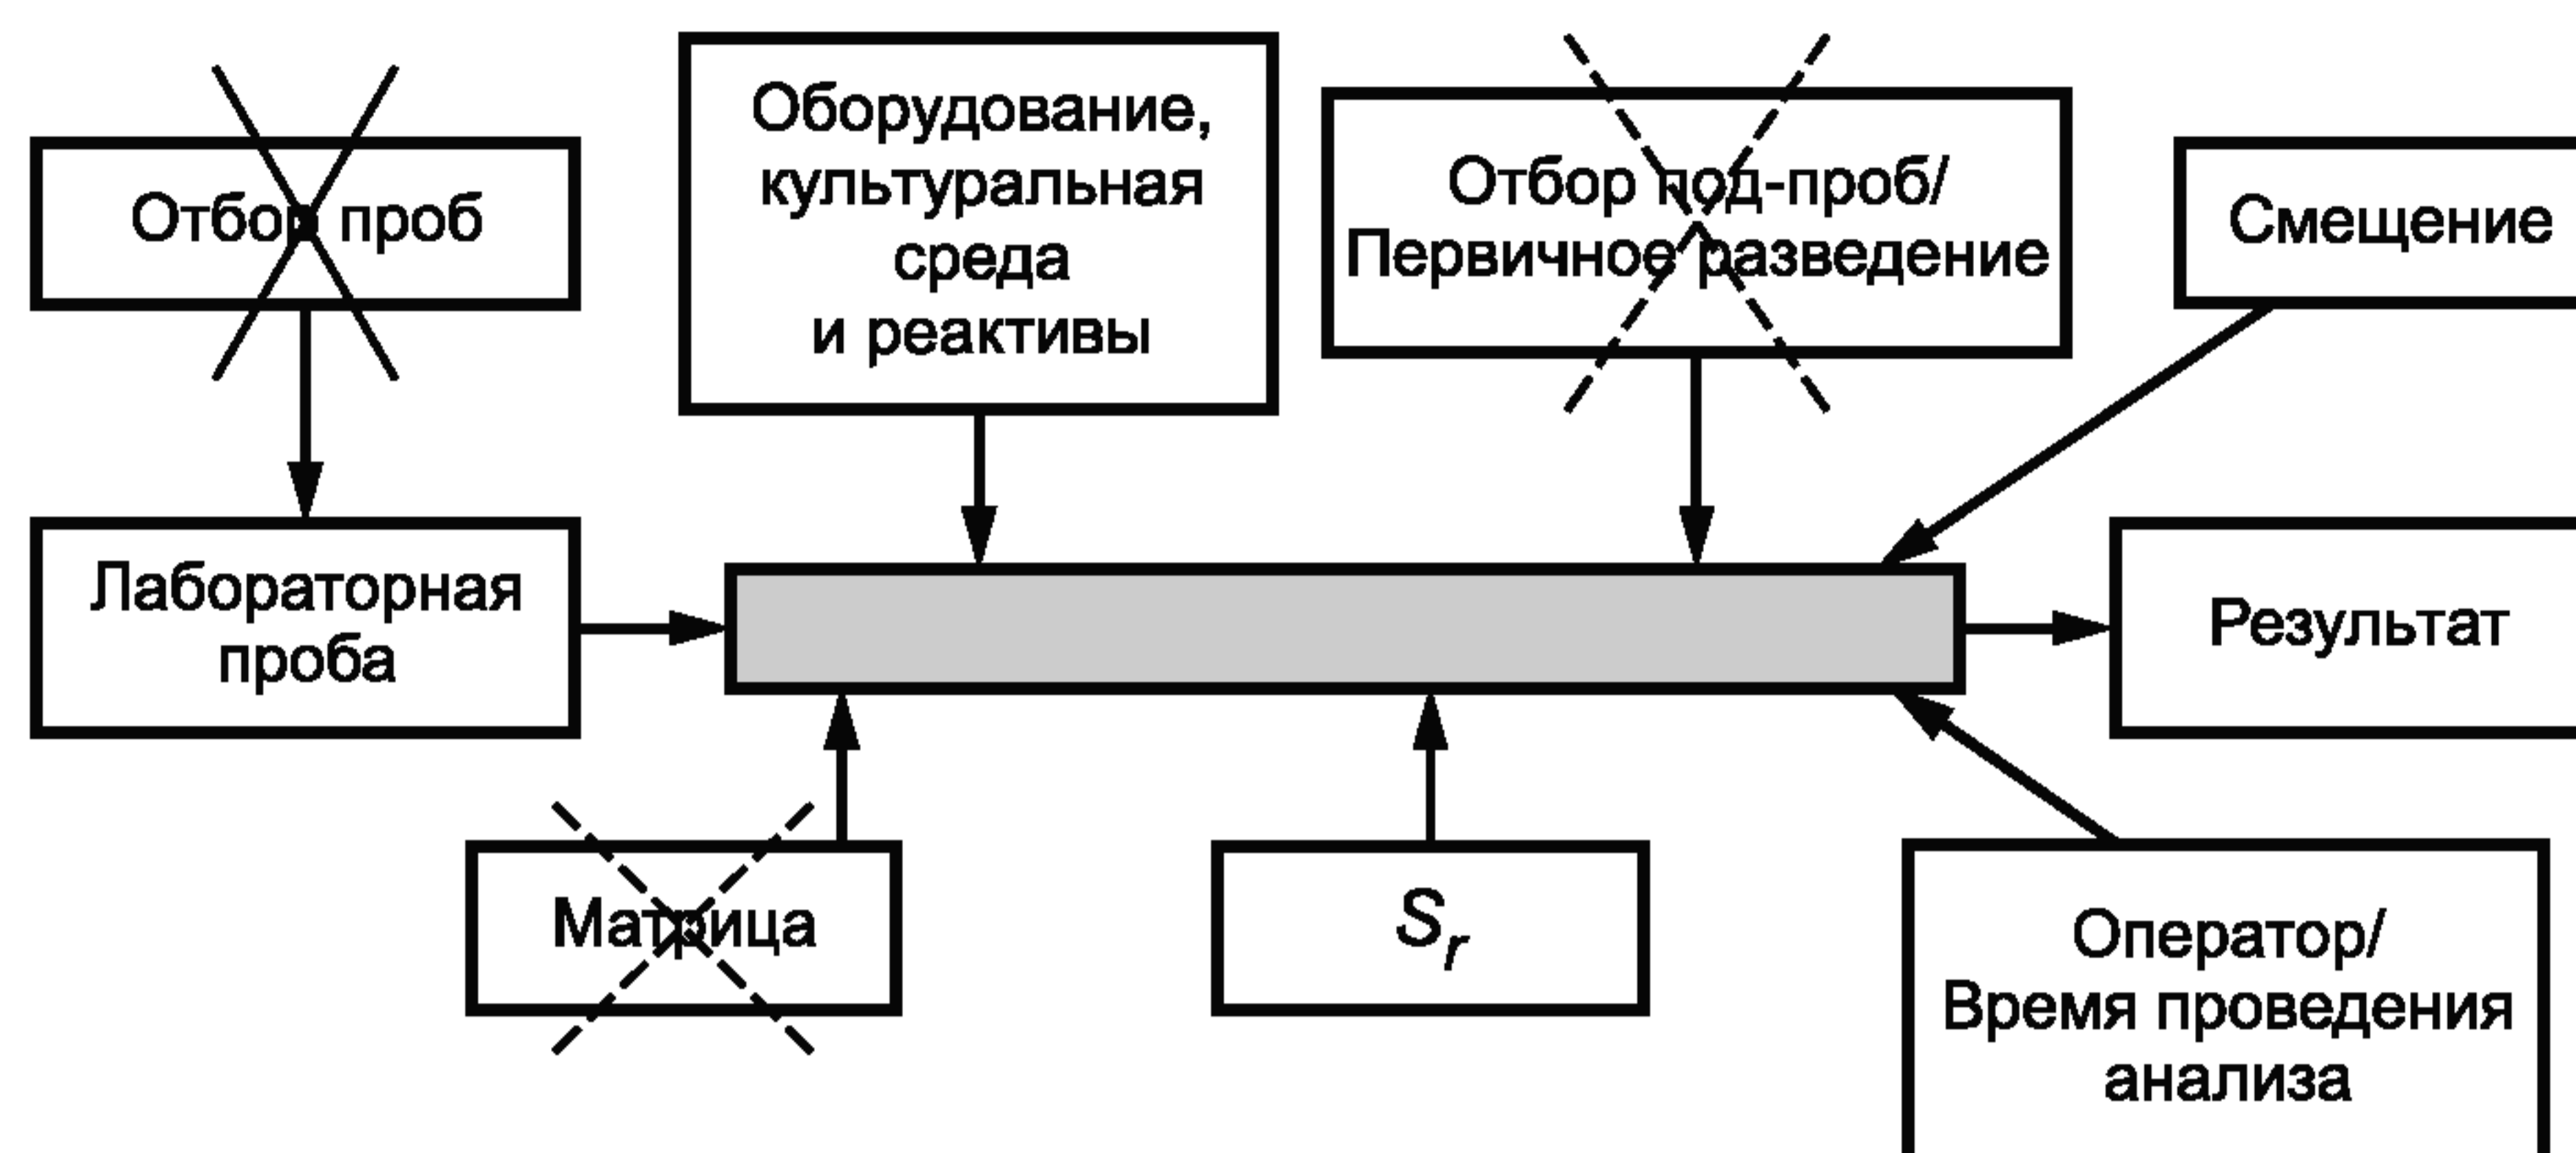 Отбор проб
Оборудование,
культуральная
среда
и реактивы
Отбор под-проб/
Первичное разведение
Смещение
Лабораторная
проба
Результат
Матрица
Sr
Оператор/
Время проведения
анализа